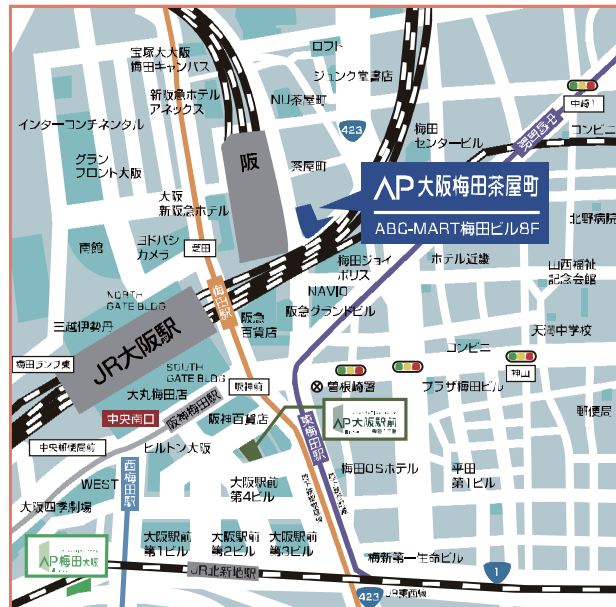 宝塚大大阪
梅田キャンパス
ロフト
ジュンク堂書店
新阪急ホテル
アネックス
NU茶屋町
中崎1
インターコンチネンタル
423
梅田
センタービル
コンビニ
グラン
フロント大阪
阪
茶屋町
AP大阪梅田茶屋町
ABC-MART梅田ビル8F
大阪
新阪急ホテル
北野病院
南館
ヨドバシ
カメラ
芝田
梅田ジョイ
ポリス
ホテル近畿
山西福祉
記念会館
梅田駅
NAVIO
NORTH
GATE BLDG
三越伊勢丹
阪急
百貨店
阪急グランドビル
天満中学校
JR大阪駅
コンビニ
梅田ランプ東
SOUTH
GATE BLDG
曽根崎警
プラザ梅田ビル
神山
大丸梅田店
阪神前
中央南口
阪神梅田駅
阪神百貨店
AP大阪駅前
梅田1丁目
東梅田駅
郵便局
中央郵便局前
ヒルトン大阪
西梅田駅
梅田OSホテル
平田
第1ビル
WEST
大阪駅前
第4ビル
大阪四季劇場
大阪駅前
第1ビル
大阪駅前
第2ビル
大阪駅前
第3ビル
梅新第一生命ビル
AP梅田大阪
JR北新地駅
1
JR東西線
423